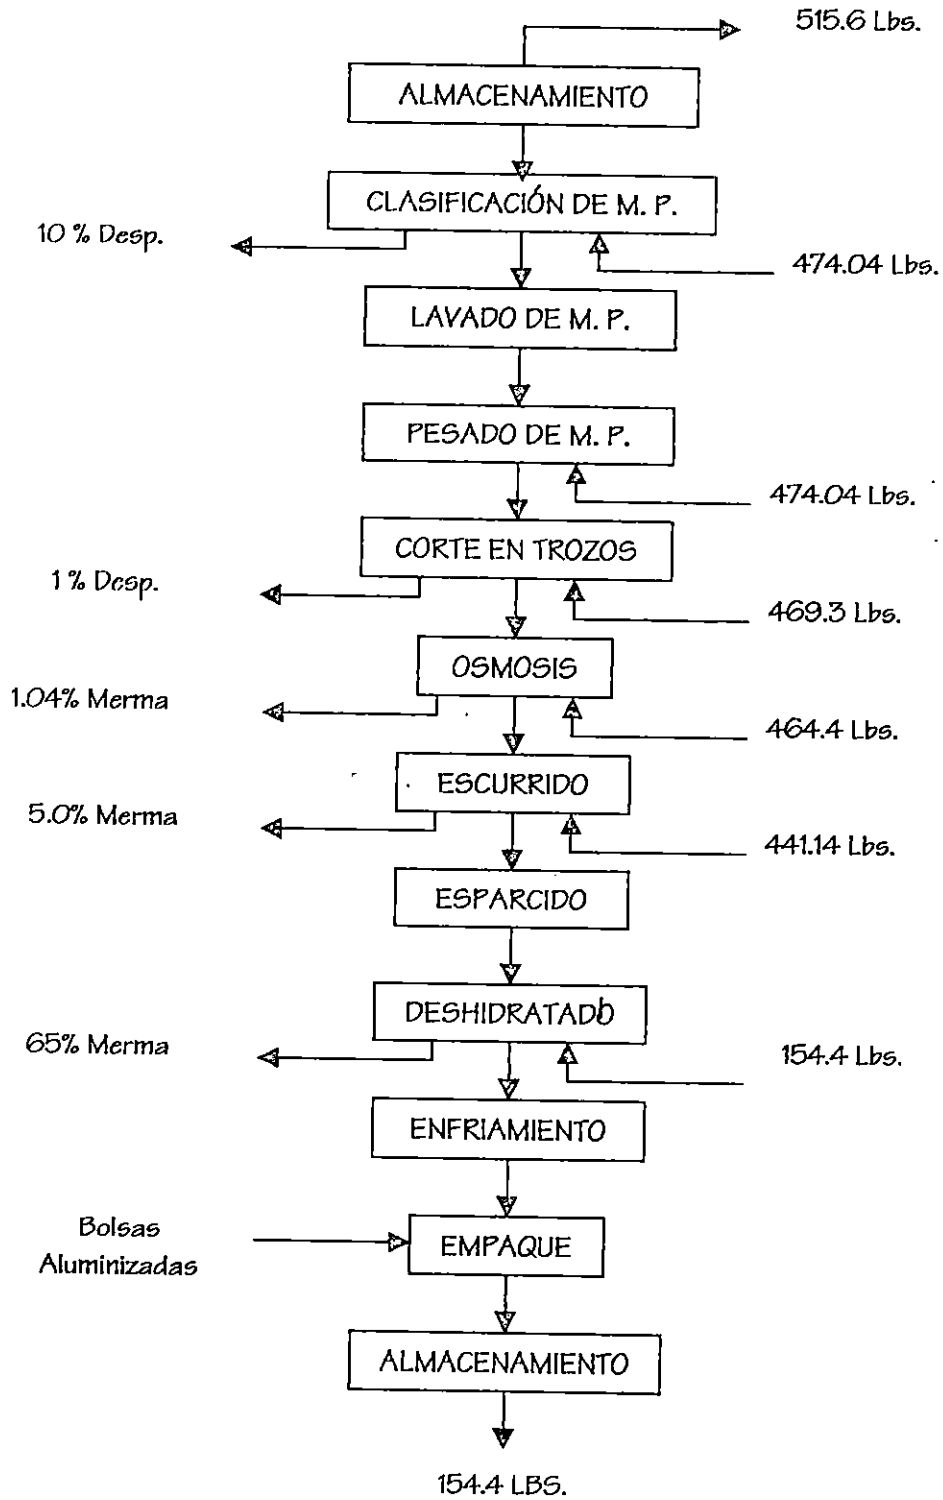 515.6 Lbs.
ALMACENAMIENTO
CLASIFICACIÓN DE M. P.
10 % Desp.
474.04 Lbs.
LAVADO DE M. P.
PESADO DE M. P.
474.04 Lbs.
CORTE EN TROZOS
1 % Desp.
469.3 Lbs.
OSMOSIS
1.04% Merma
464.4 Lbs.
ESCURRIDO
5.0% Merma
441.14 Lbs.
ESPARCIDO
DESHIDRATADO
65% Merma
154.4 Lbs.
ENFRIAMIENTO
Bolsas
Aluminizadas
EMPAQUE
ALMACENAMIENTO
154.4 LBS.